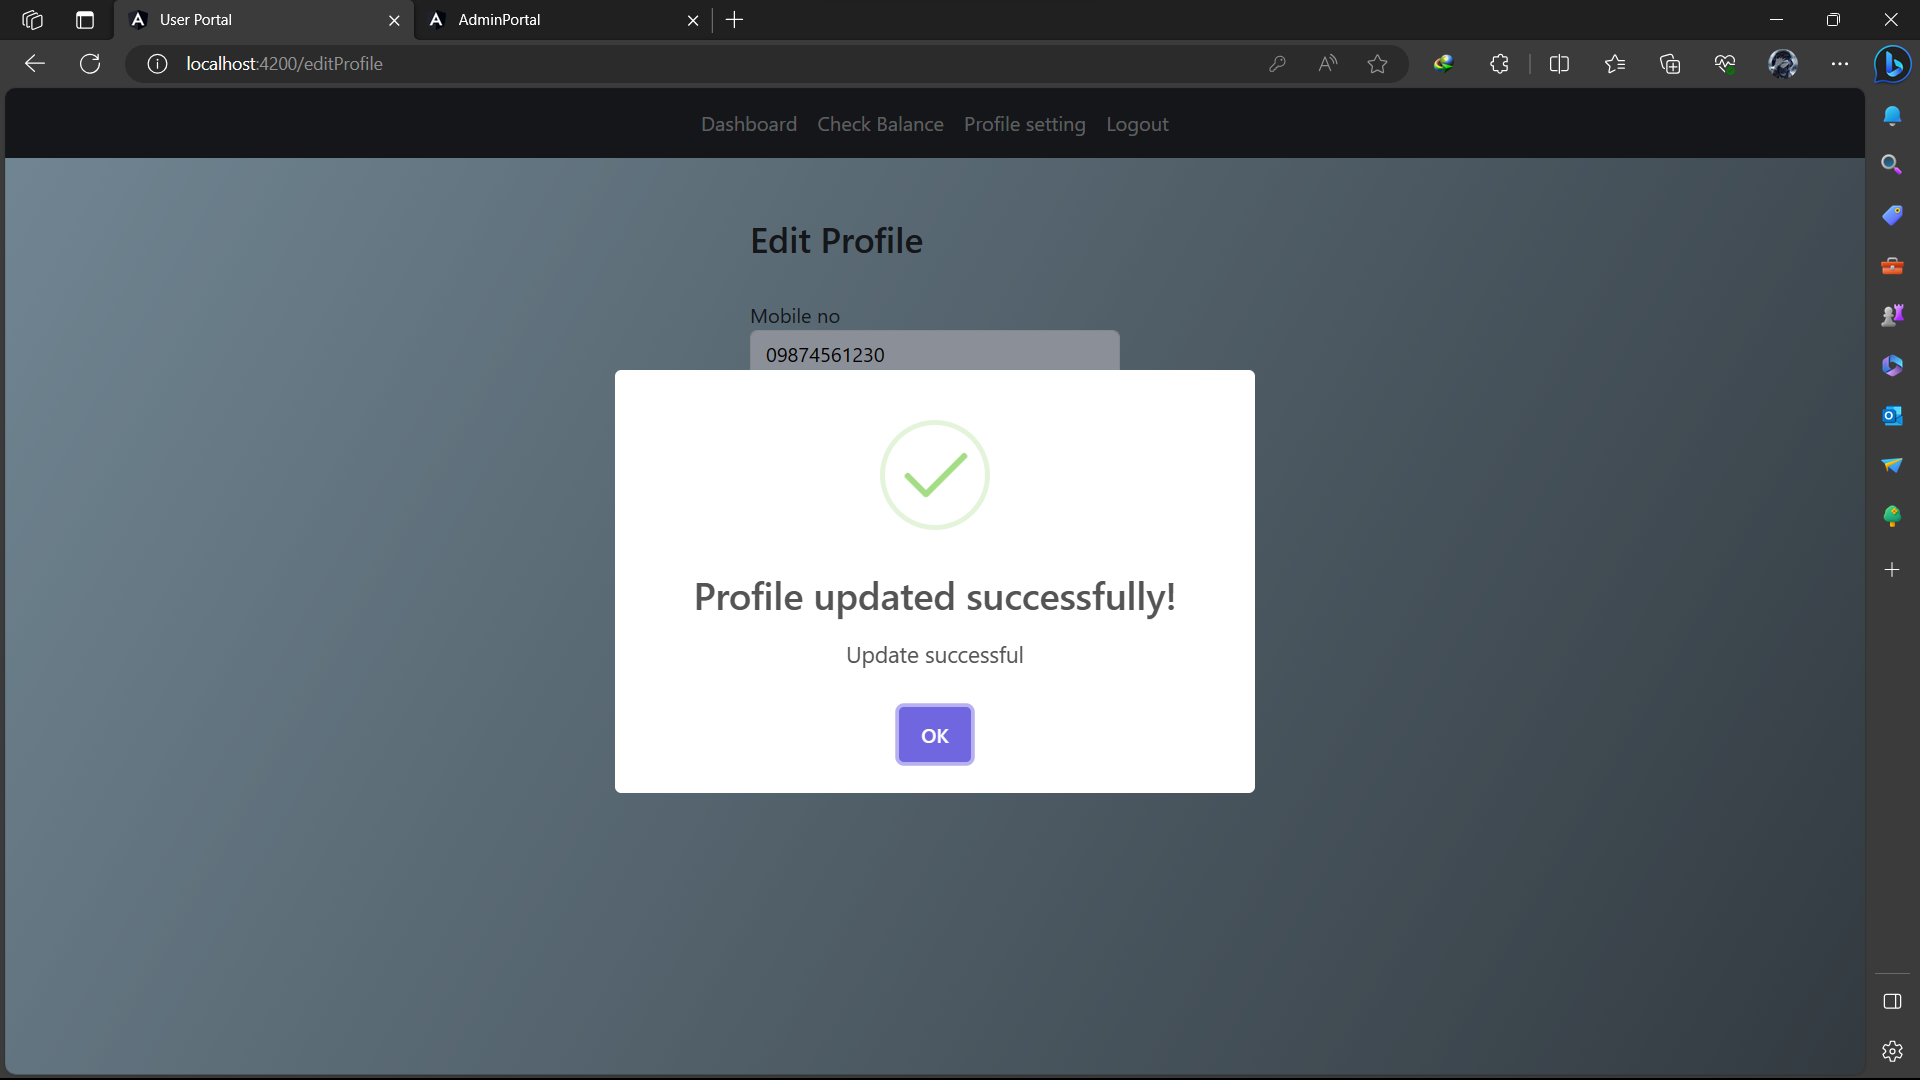 User Portal
AdminPortal
localhost:4200/editProfile
Dashboard Check Balance Profile setting Logout
Edit Profile
Mobile no
09874561230
Profile updated successfully!
Update successful
OK